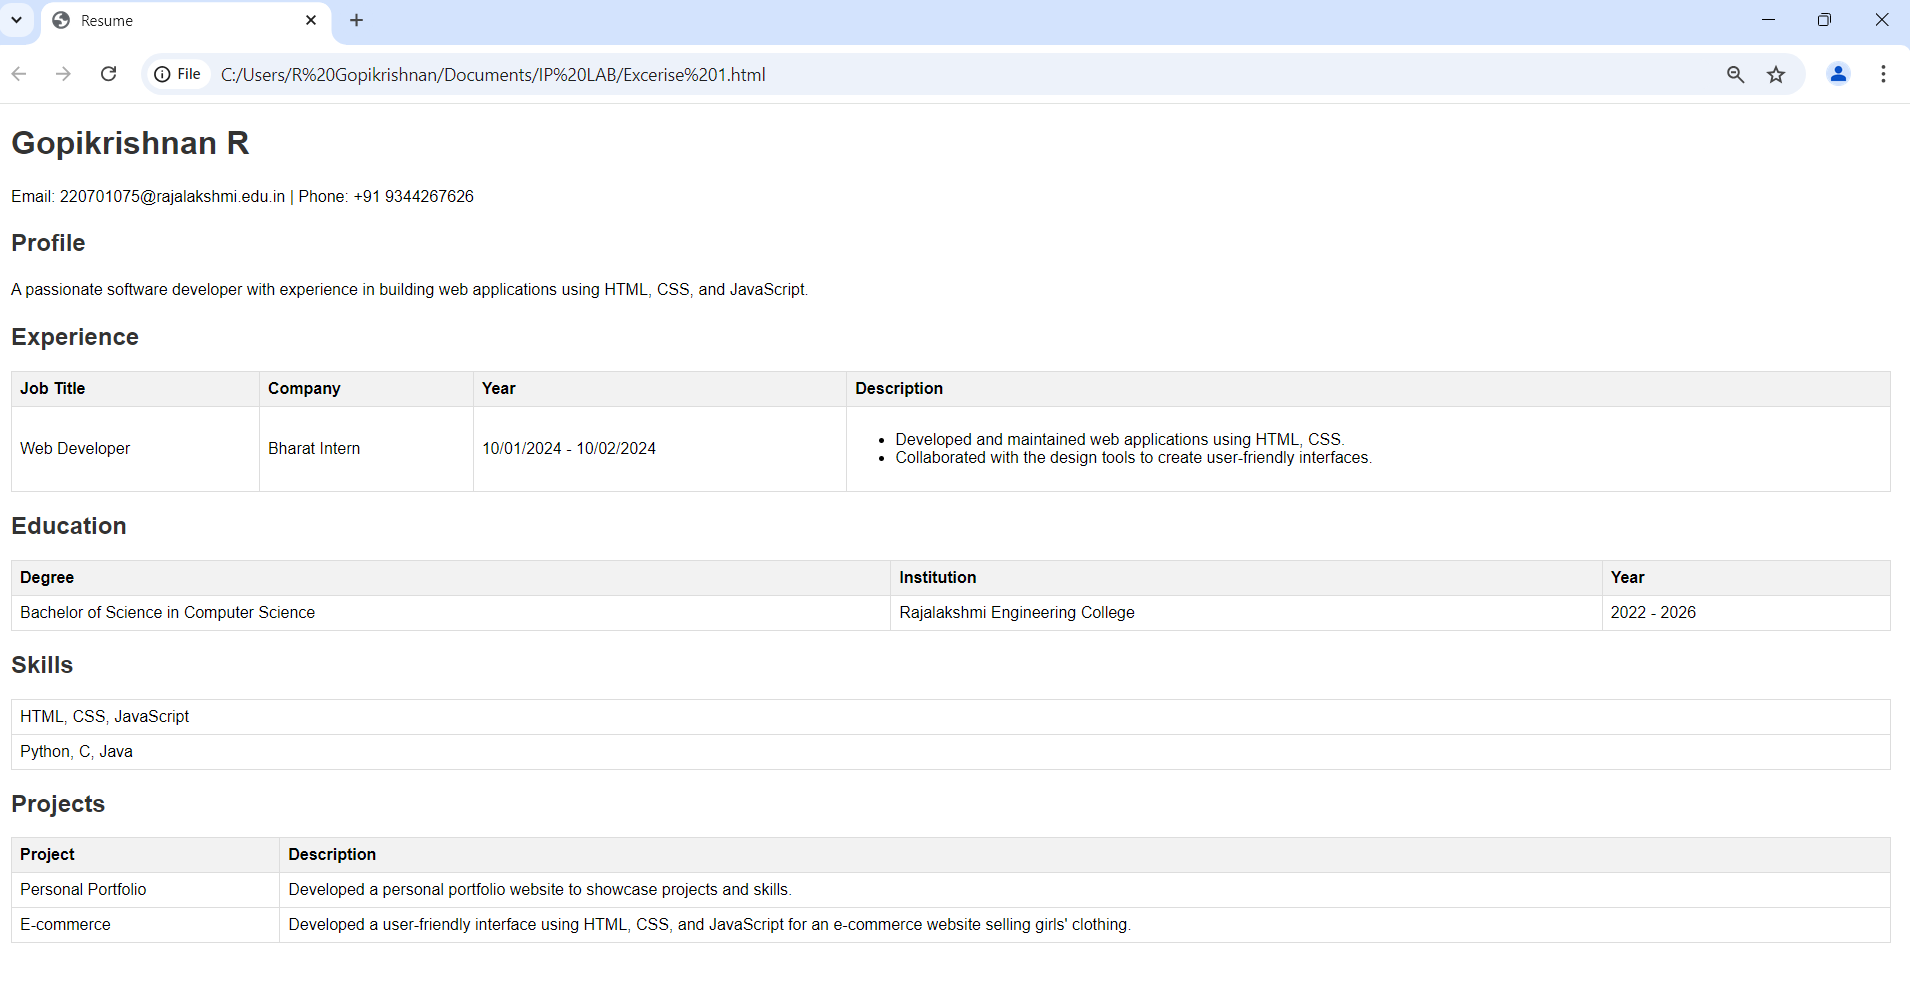 Resume
File C:/Users/R%20Gopikrishnan/Documents/IP%20LAB/Excerise%201.html
Gopikrishnan R
Email: 220701075@rajalakshmi.edu.in | Phone: +91 9344267626
Profile
A passionate software developer with experience in building web applications using HTML, CSS, and JavaScript.
Experience
Job Title Company Year Description
Web Developer Bharat Intern 10/01/2024 - 10/02/2024
• Developed and maintained web applications using HTML, CSS.
• Collaborated with the design tools to create user-friendly interfaces.
Education
Degree Institution Year
Bachelor of Science in Computer Science Rajalakshmi Engineering College 2022 - 2026
Skills
HTML, CSS, JavaScript
Python, C, Java
Projects
Project Description
Personal Portfolio Developed a personal portfolio website to showcase projects and skills.
E-commerce Developed a user-friendly interface using HTML, CSS, and JavaScript for an e-commerce website selling girls' clothing.